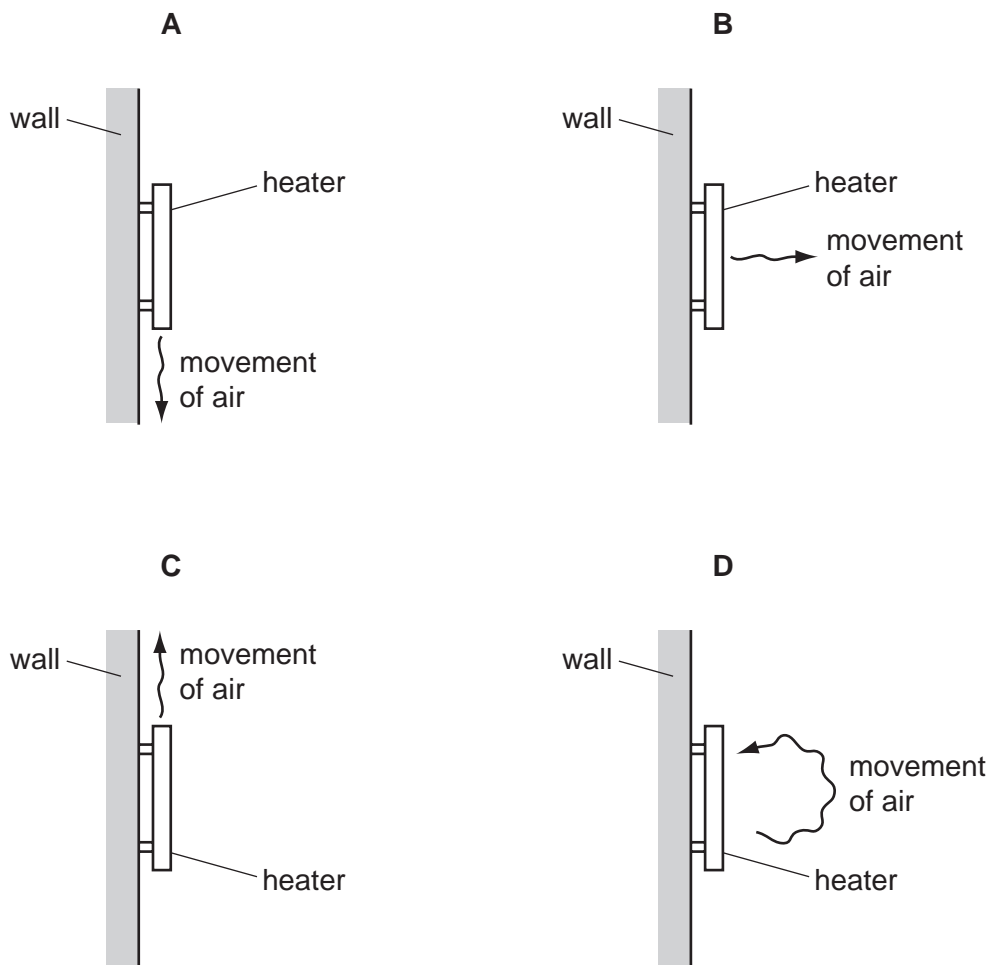 A
wall
heater
movement
of air
B
wall
heater
movement
of air
C
wall
movement
of air
heater
D
wall
movement
of air
heater